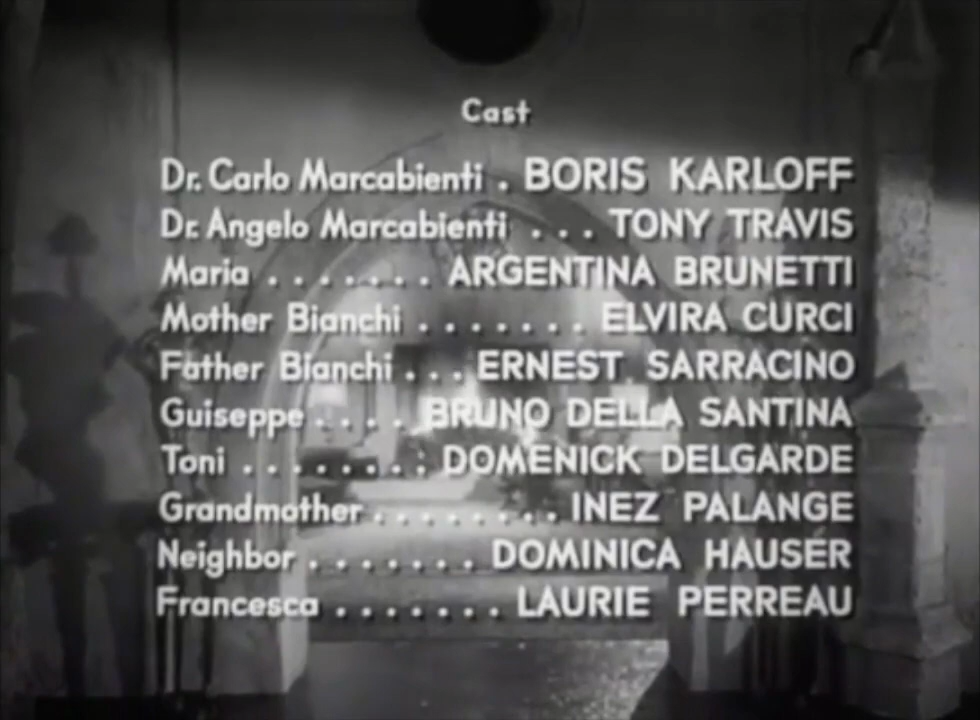 Cast
Dr. Carlo Marcabienti . BORIS KARLOFF
Dr. Angelo Marcabienti . . . TONY TRAVIS
Maria . . . . . . . ARGENTINA BRUNETTI
Mother Bianchi . . . . . . . ELVIRA CURCI
Father Bianchi . . . ERNEST SARRACINO
Guiseppe . . . . BRUNO DELLA SANTINA
Toni . . . . . . . . DOMENICK DELGARDE
Grandmother . . . . . . . . INEZ PALANGE
Neighbor . . . . . . . DOMINICA HAUSER
Francesca . . . . . . . LAURIE PERREAU